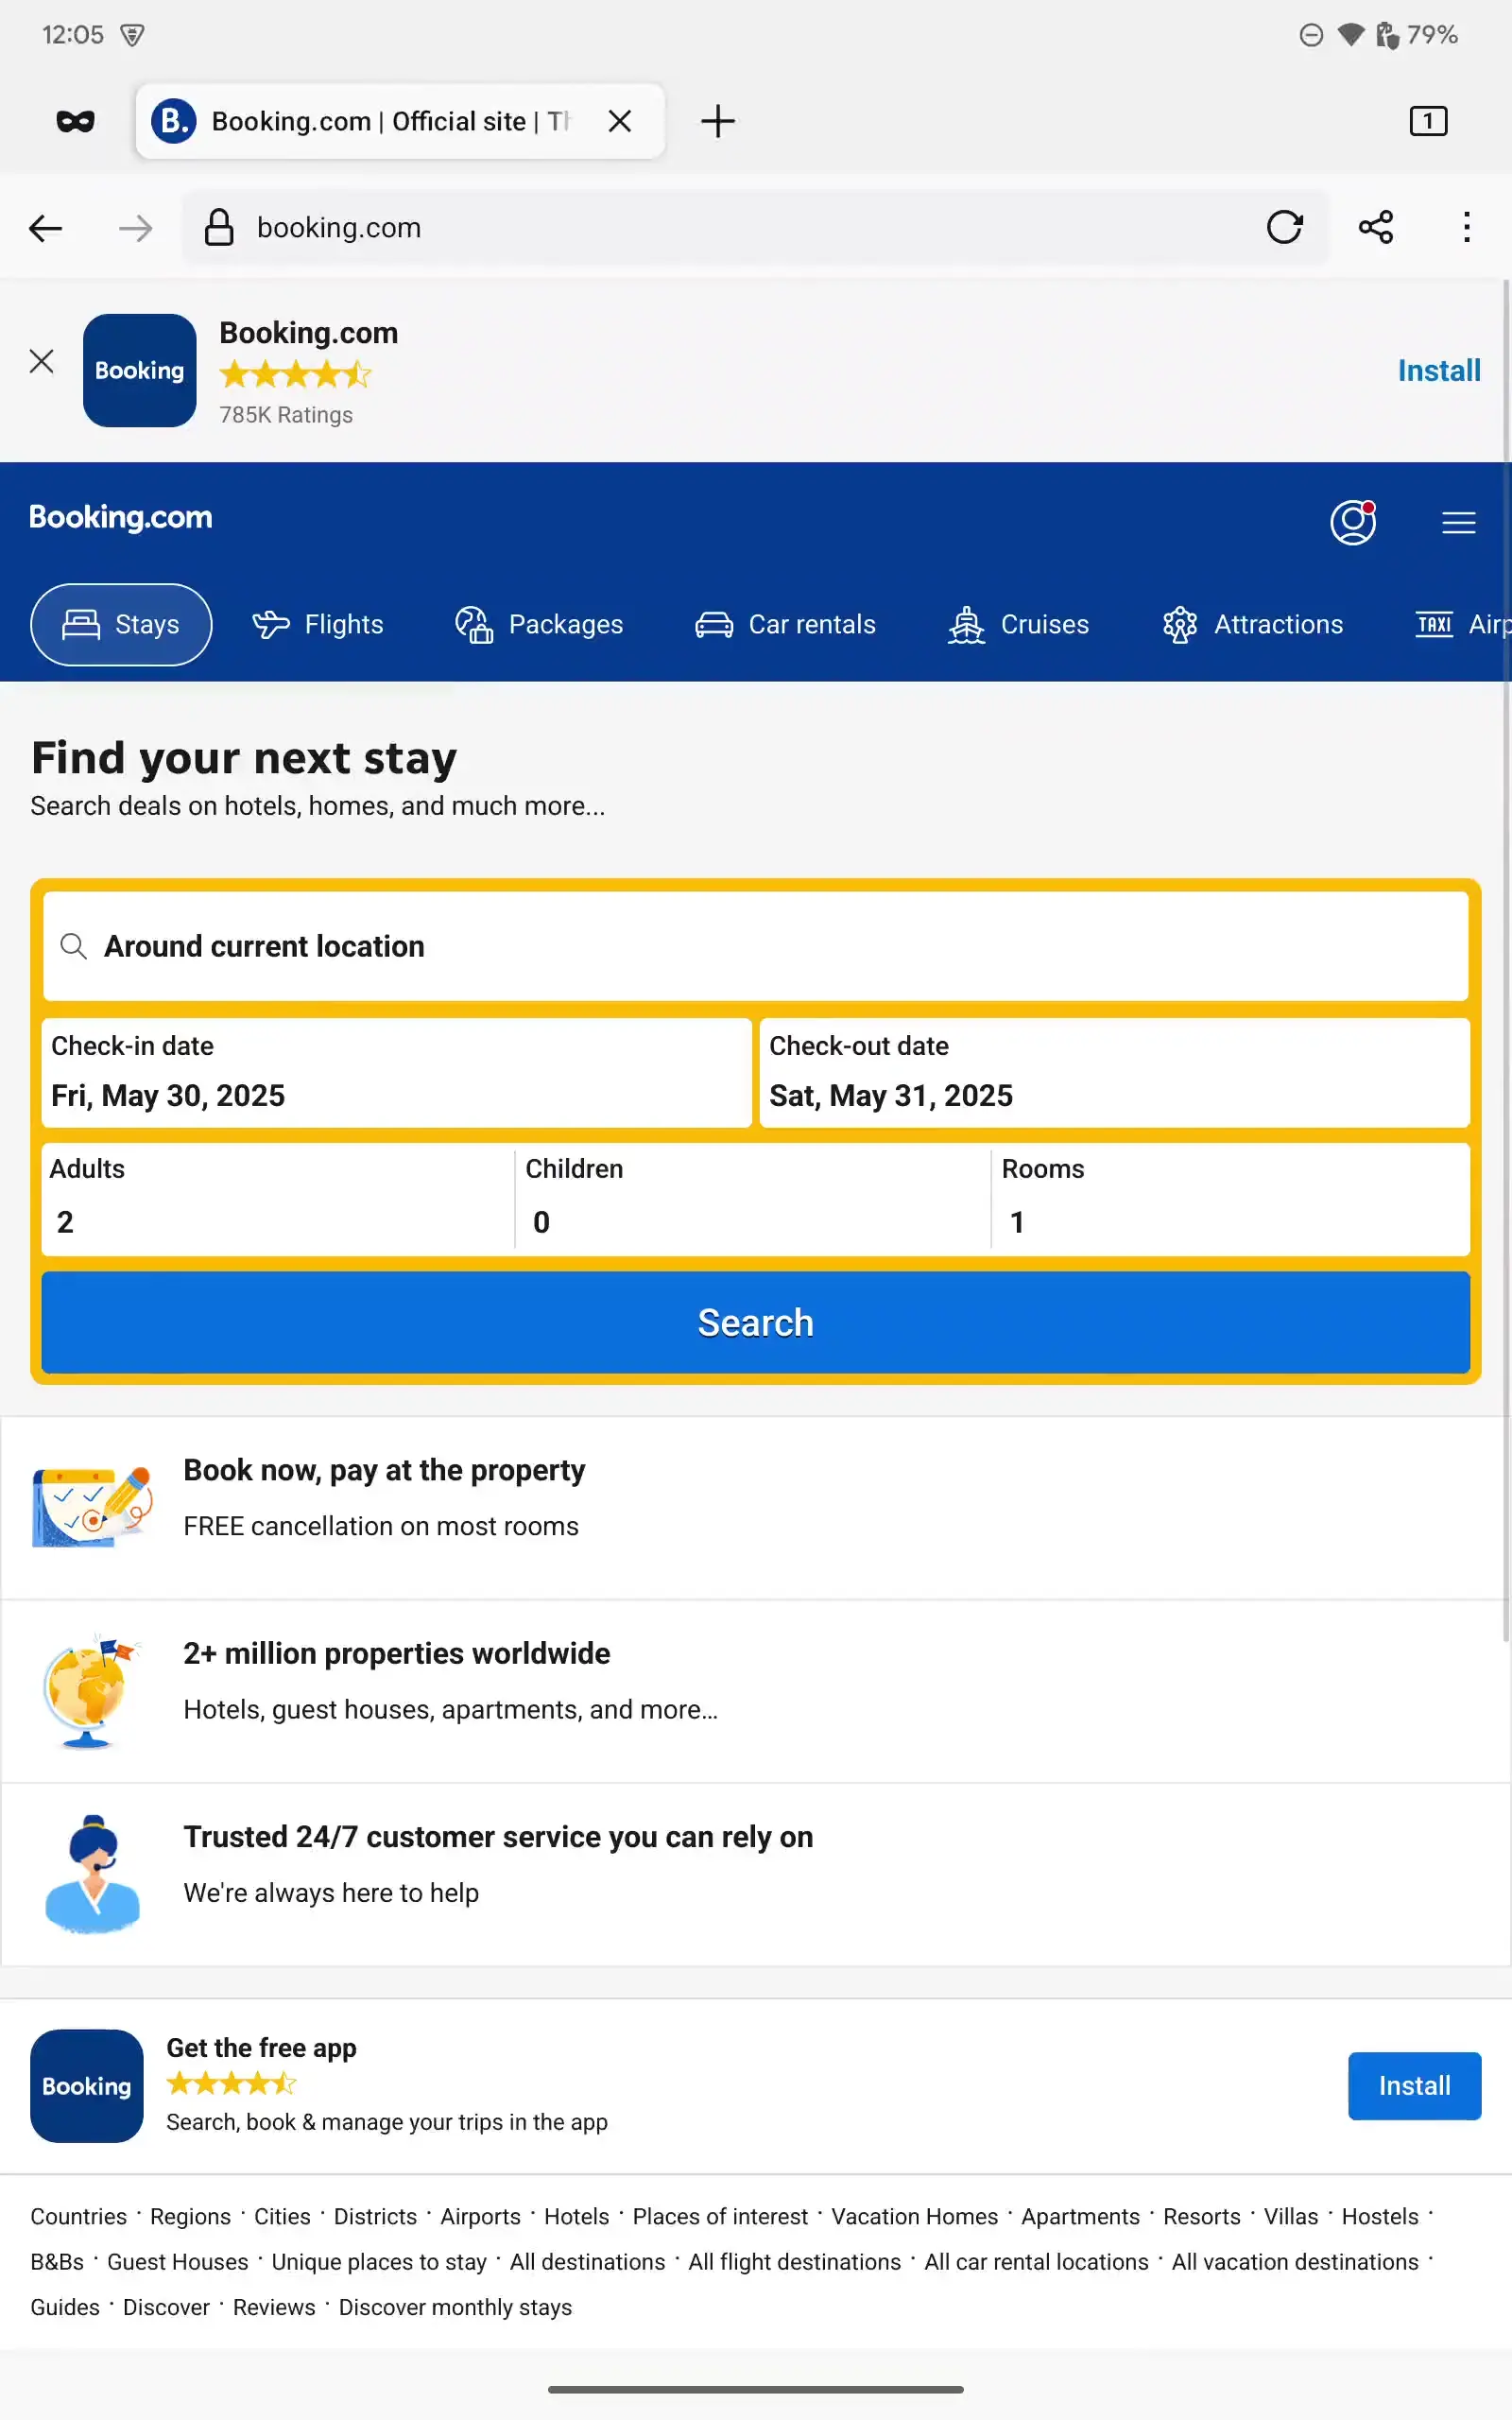 12:05
79%
B. Booking.com | Official site | Th
1
booking.com
Booking
Booking.com
785K Ratings
Install
Booking.com
Stays
Flights
Packages
Car rentals
Cruises
Attractions
TAXI Airp
Find your next stay
Search deals on hotels, homes, and much more...
Around current location
Check-in date
Fri, May 30, 2025
Check-out date
Sat, May 31, 2025
Adults
2
Children
0
Rooms
1
Search
Book now, pay at the property
FREE cancellation on most rooms
2+ million properties worldwide
Hotels, guest houses, apartments, and more...
Trusted 24/7 customer service you can rely on
We're always here to help
Booking
Get the free app
Search, book & manage your trips in the app
Install
Countries · Regions · Cities · Districts · Airports · Hotels · Places of interest · Vacation Homes · Apartments · Resorts · Villas · Hostels ·
B&Bs · Guest Houses · Unique places to stay · All destinations · All flight destinations · All car rental locations · All vacation destinations ·
Guides · Discover · Reviews · Discover monthly stays